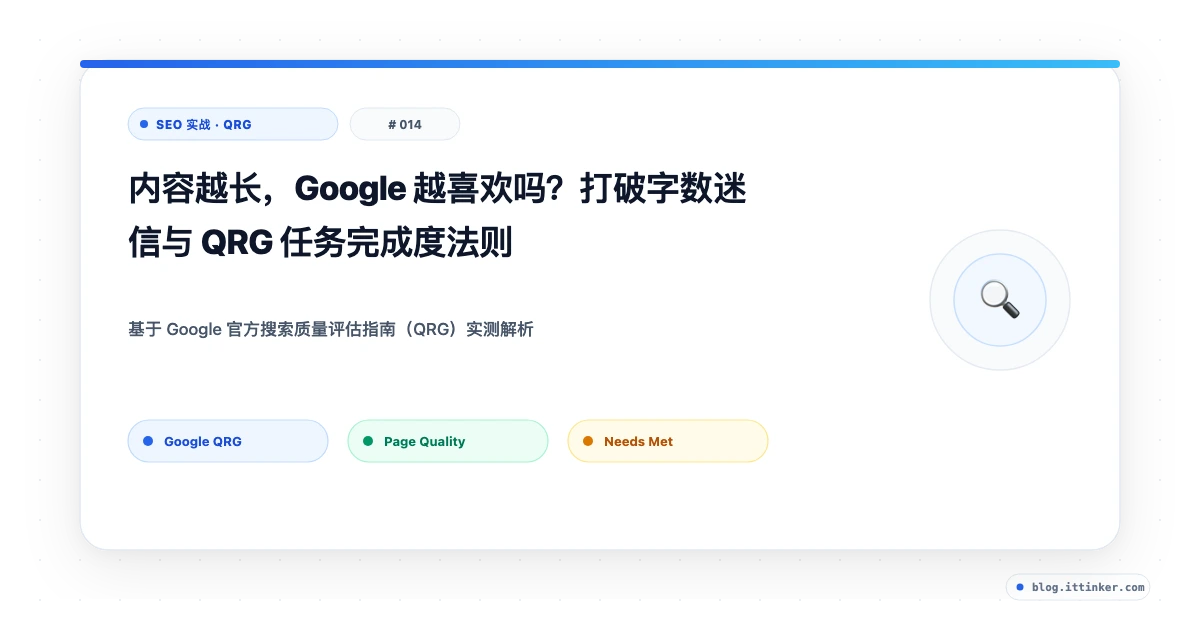 SEO 实战 · QRG
# 014
内容越长，Google 越喜欢吗？打破字数迷
信与 QRG 任务完成度法则
基于 Google 官方搜索质量评估指南（QRG）实测解析
Google QRG
Page Quality
Needs Met
blog.ittinker.com